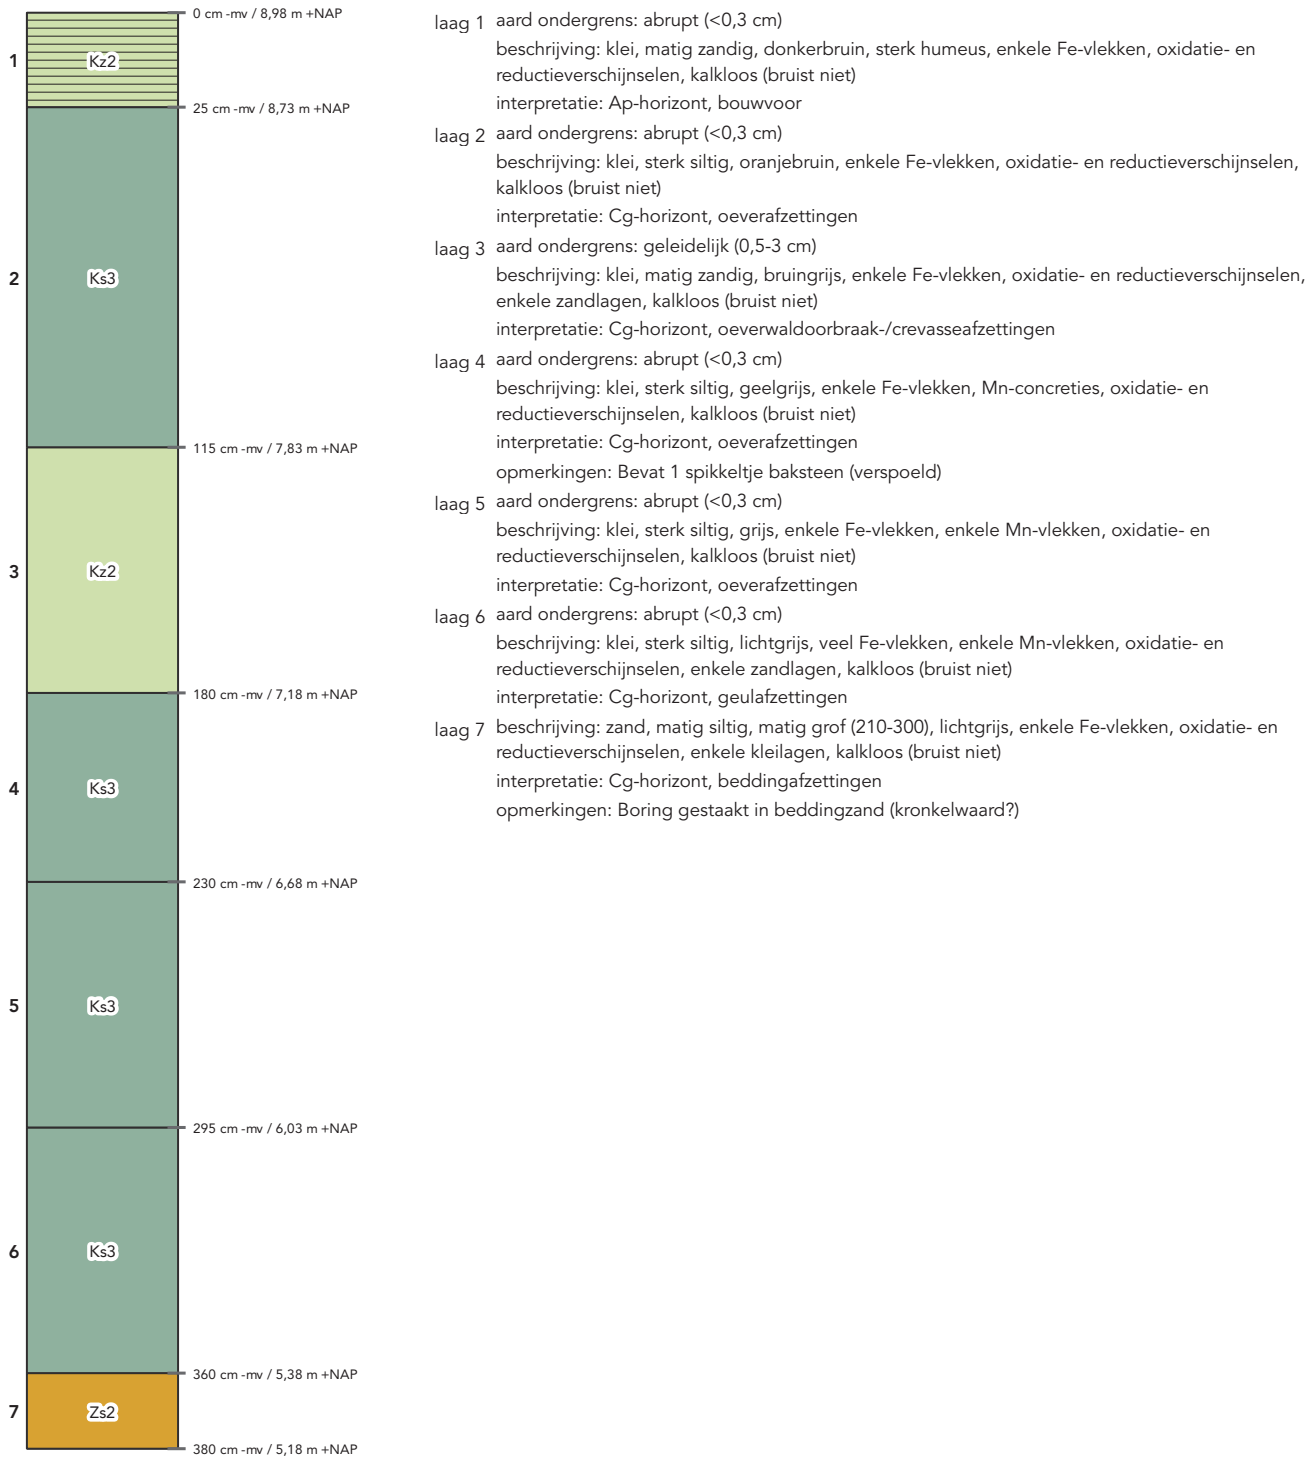 0 cm -mv / 8,98 m +NAP
1
Kz2
25 cm -mv / 8,73 m +NAP
2
Ks3
115 cm -mv / 7,83 m +NAP
3
Kz2
180 cm -mv / 7,18 m +NAP
4
Ks3
230 cm -mv / 6,68 m +NAP
5
Ks3
295 cm -mv / 6,03 m +NAP
6
Ks3
360 cm -mv / 5,38 m +NAP
7
Zs2
380 cm -mv / 5,18 m +NAP
laag 1 aard ondergrens: abrupt (<0,3 cm)
beschrijving: klei, matig zandig, donkerbruin, sterk humeus, enkele Fe-vlekken, oxidatie- en
reductieverschijnselen, kalkloos (bruist niet)
interpretatie: Ap-horizont, bouwvoor
laag 2 aard ondergrens: abrupt (<0,3 cm)
beschrijving: klei, sterk siltig, oranjebruin, enkele Fe-vlekken, oxidatie- en reductieverschijnselen,
kalkloos (bruist niet)
interpretatie: Cg-horizont, oeverafzettingen
laag 3 aard ondergrens: geleidelijk (0,5-3 cm)
beschrijving: klei, matig zandig, bruingrijs, enkele Fe-vlekken, oxidatie- en reductieverschijnselen,
enkele zandlagen, kalkloos (bruist niet)
interpretatie: Cg-horizont, oeverwaldoorbraak-/crevasseafzettingen
laag 4 aard ondergrens: abrupt (<0,3 cm)
beschrijving: klei, sterk siltig, geelgrijs, enkele Fe-vlekken, Mn-concreties, oxidatie- en
reductieverschijnselen, kalkloos (bruist niet)
interpretatie: Cg-horizont, oeverafzettingen
opmerkingen: Bevat 1 spikkeltje baksteen (verspoeld)
laag 5 aard ondergrens: abrupt (<0,3 cm)
beschrijving: klei, sterk siltig, grijs, enkele Fe-vlekken, enkele Mn-vlekken, oxidatie- en
reductieverschijnselen, kalkloos (bruist niet)
interpretatie: Cg-horizont, oeverafzettingen
laag 6 aard ondergrens: abrupt (<0,3 cm)
beschrijving: klei, sterk siltig, lichtgrijs, veel Fe-vlekken, enkele Mn-vlekken, oxidatie- en
reductieverschijnselen, enkele zandlagen, kalkloos (bruist niet)
interpretatie: Cg-horizont, geulafzettingen
laag 7 beschrijving: zand, matig siltig, matig grof (210-300), lichtgrijs, enkele Fe-vlekken, oxidatie- en
reductieverschijnselen, enkele kleilagen, kalkloos (bruist niet)
interpretatie: Cg-horizont, beddingafzettingen
opmerkingen: Boring gestaakt in beddingzand (kronkelwaard?)